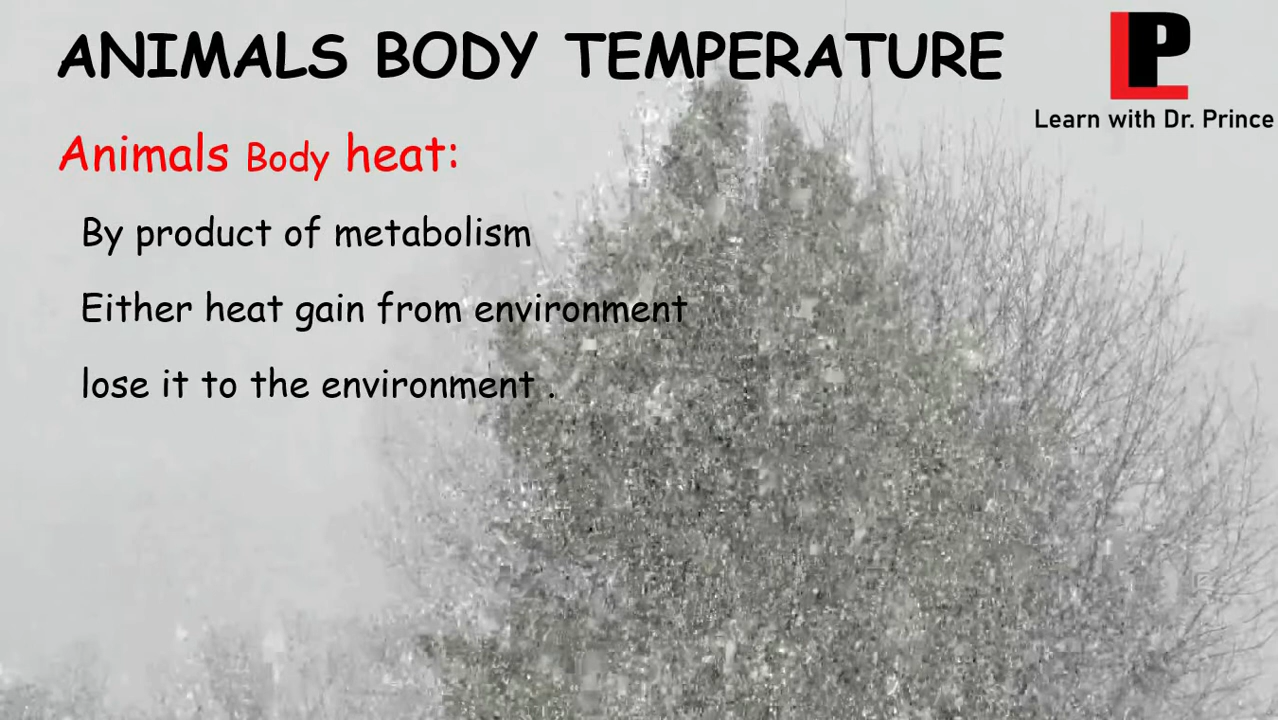 ANIMALS BODY TEMPERATURE
LP
Learn with Dr. Prince
Animals Body heat:
By product of metabolism
Either heat gain from environment
lose it to the environment .